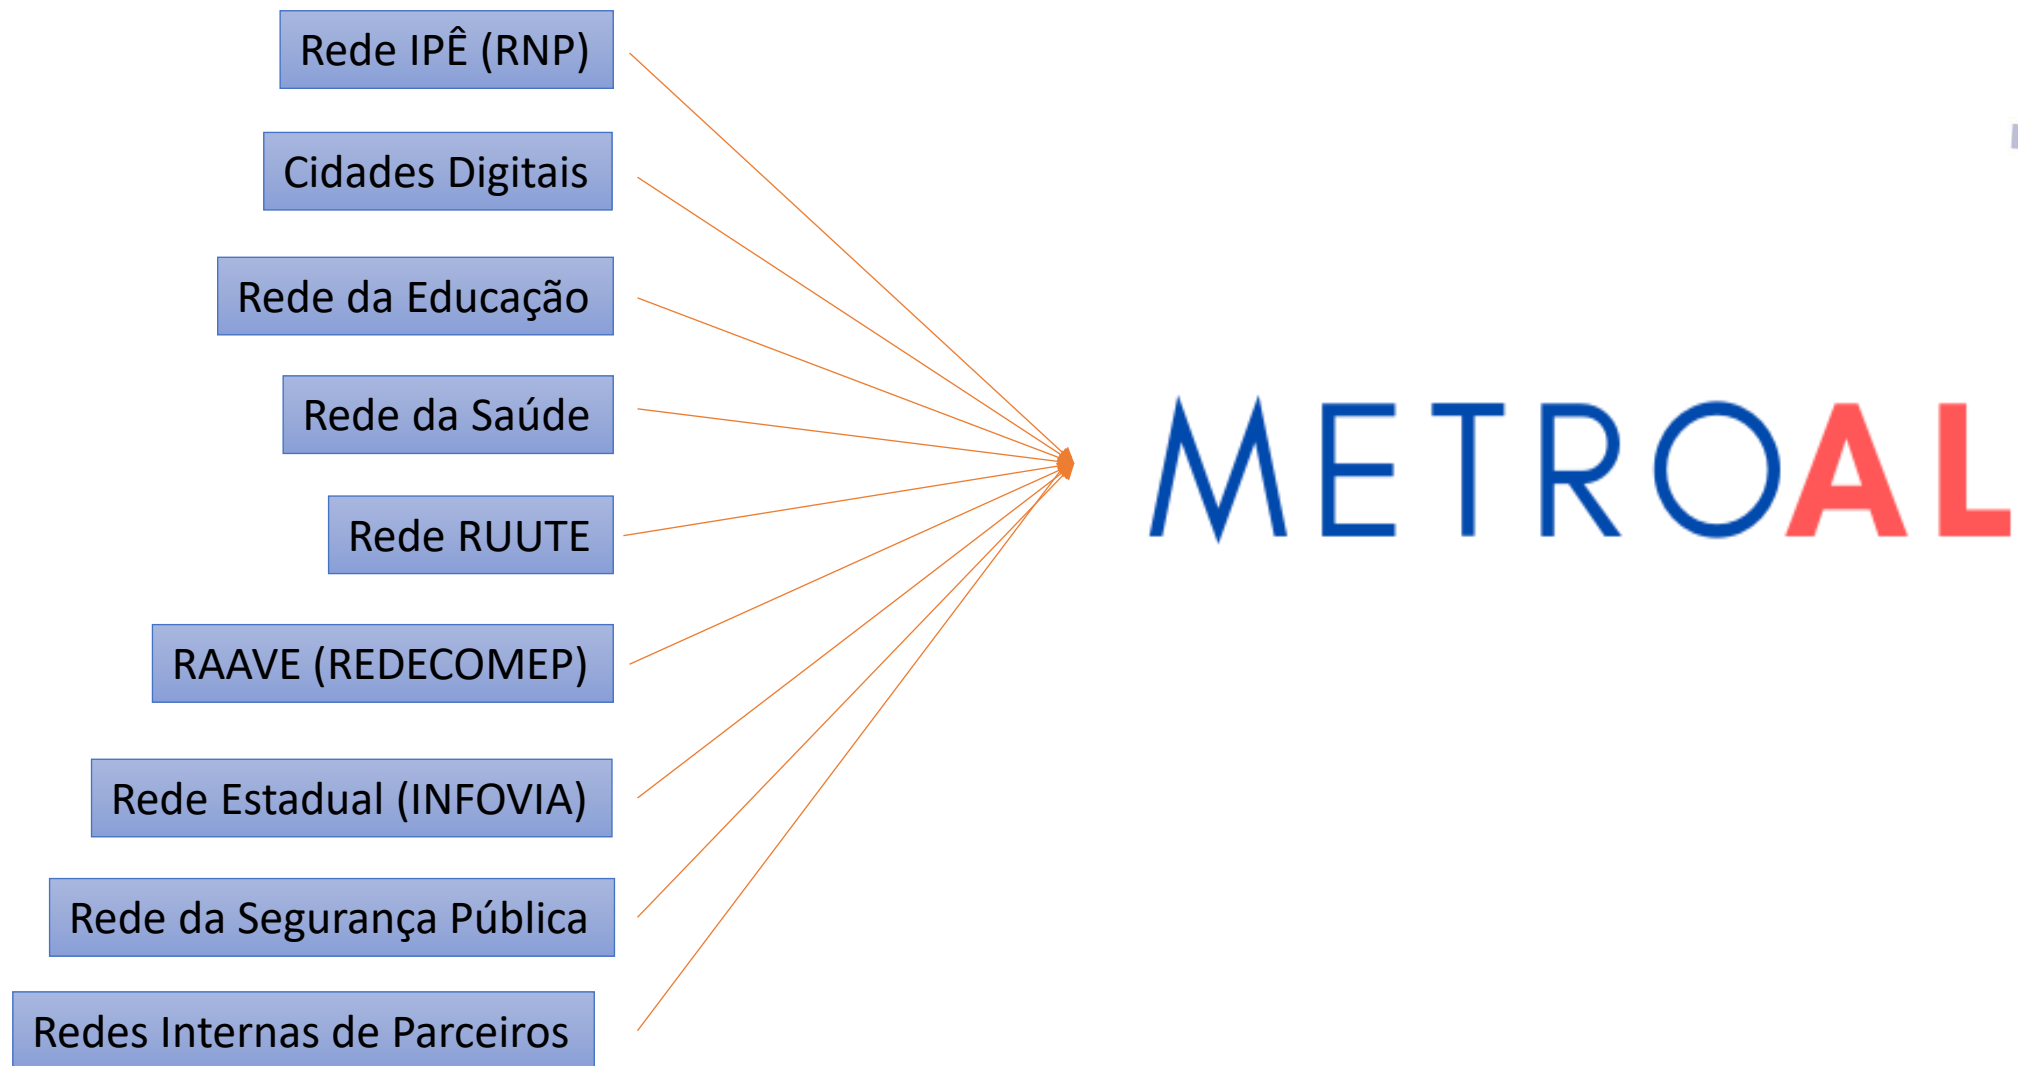 Rede IPÊ (RNP)
Cidades Digitais
Rede da Educação
Rede da Saúde
Rede RUUTE
RAAVE (REDECOMEP)
Rede Estadual (INFOVIA)
Rede da Segurança Pública
Redes Internas de Parceiros
METROAL